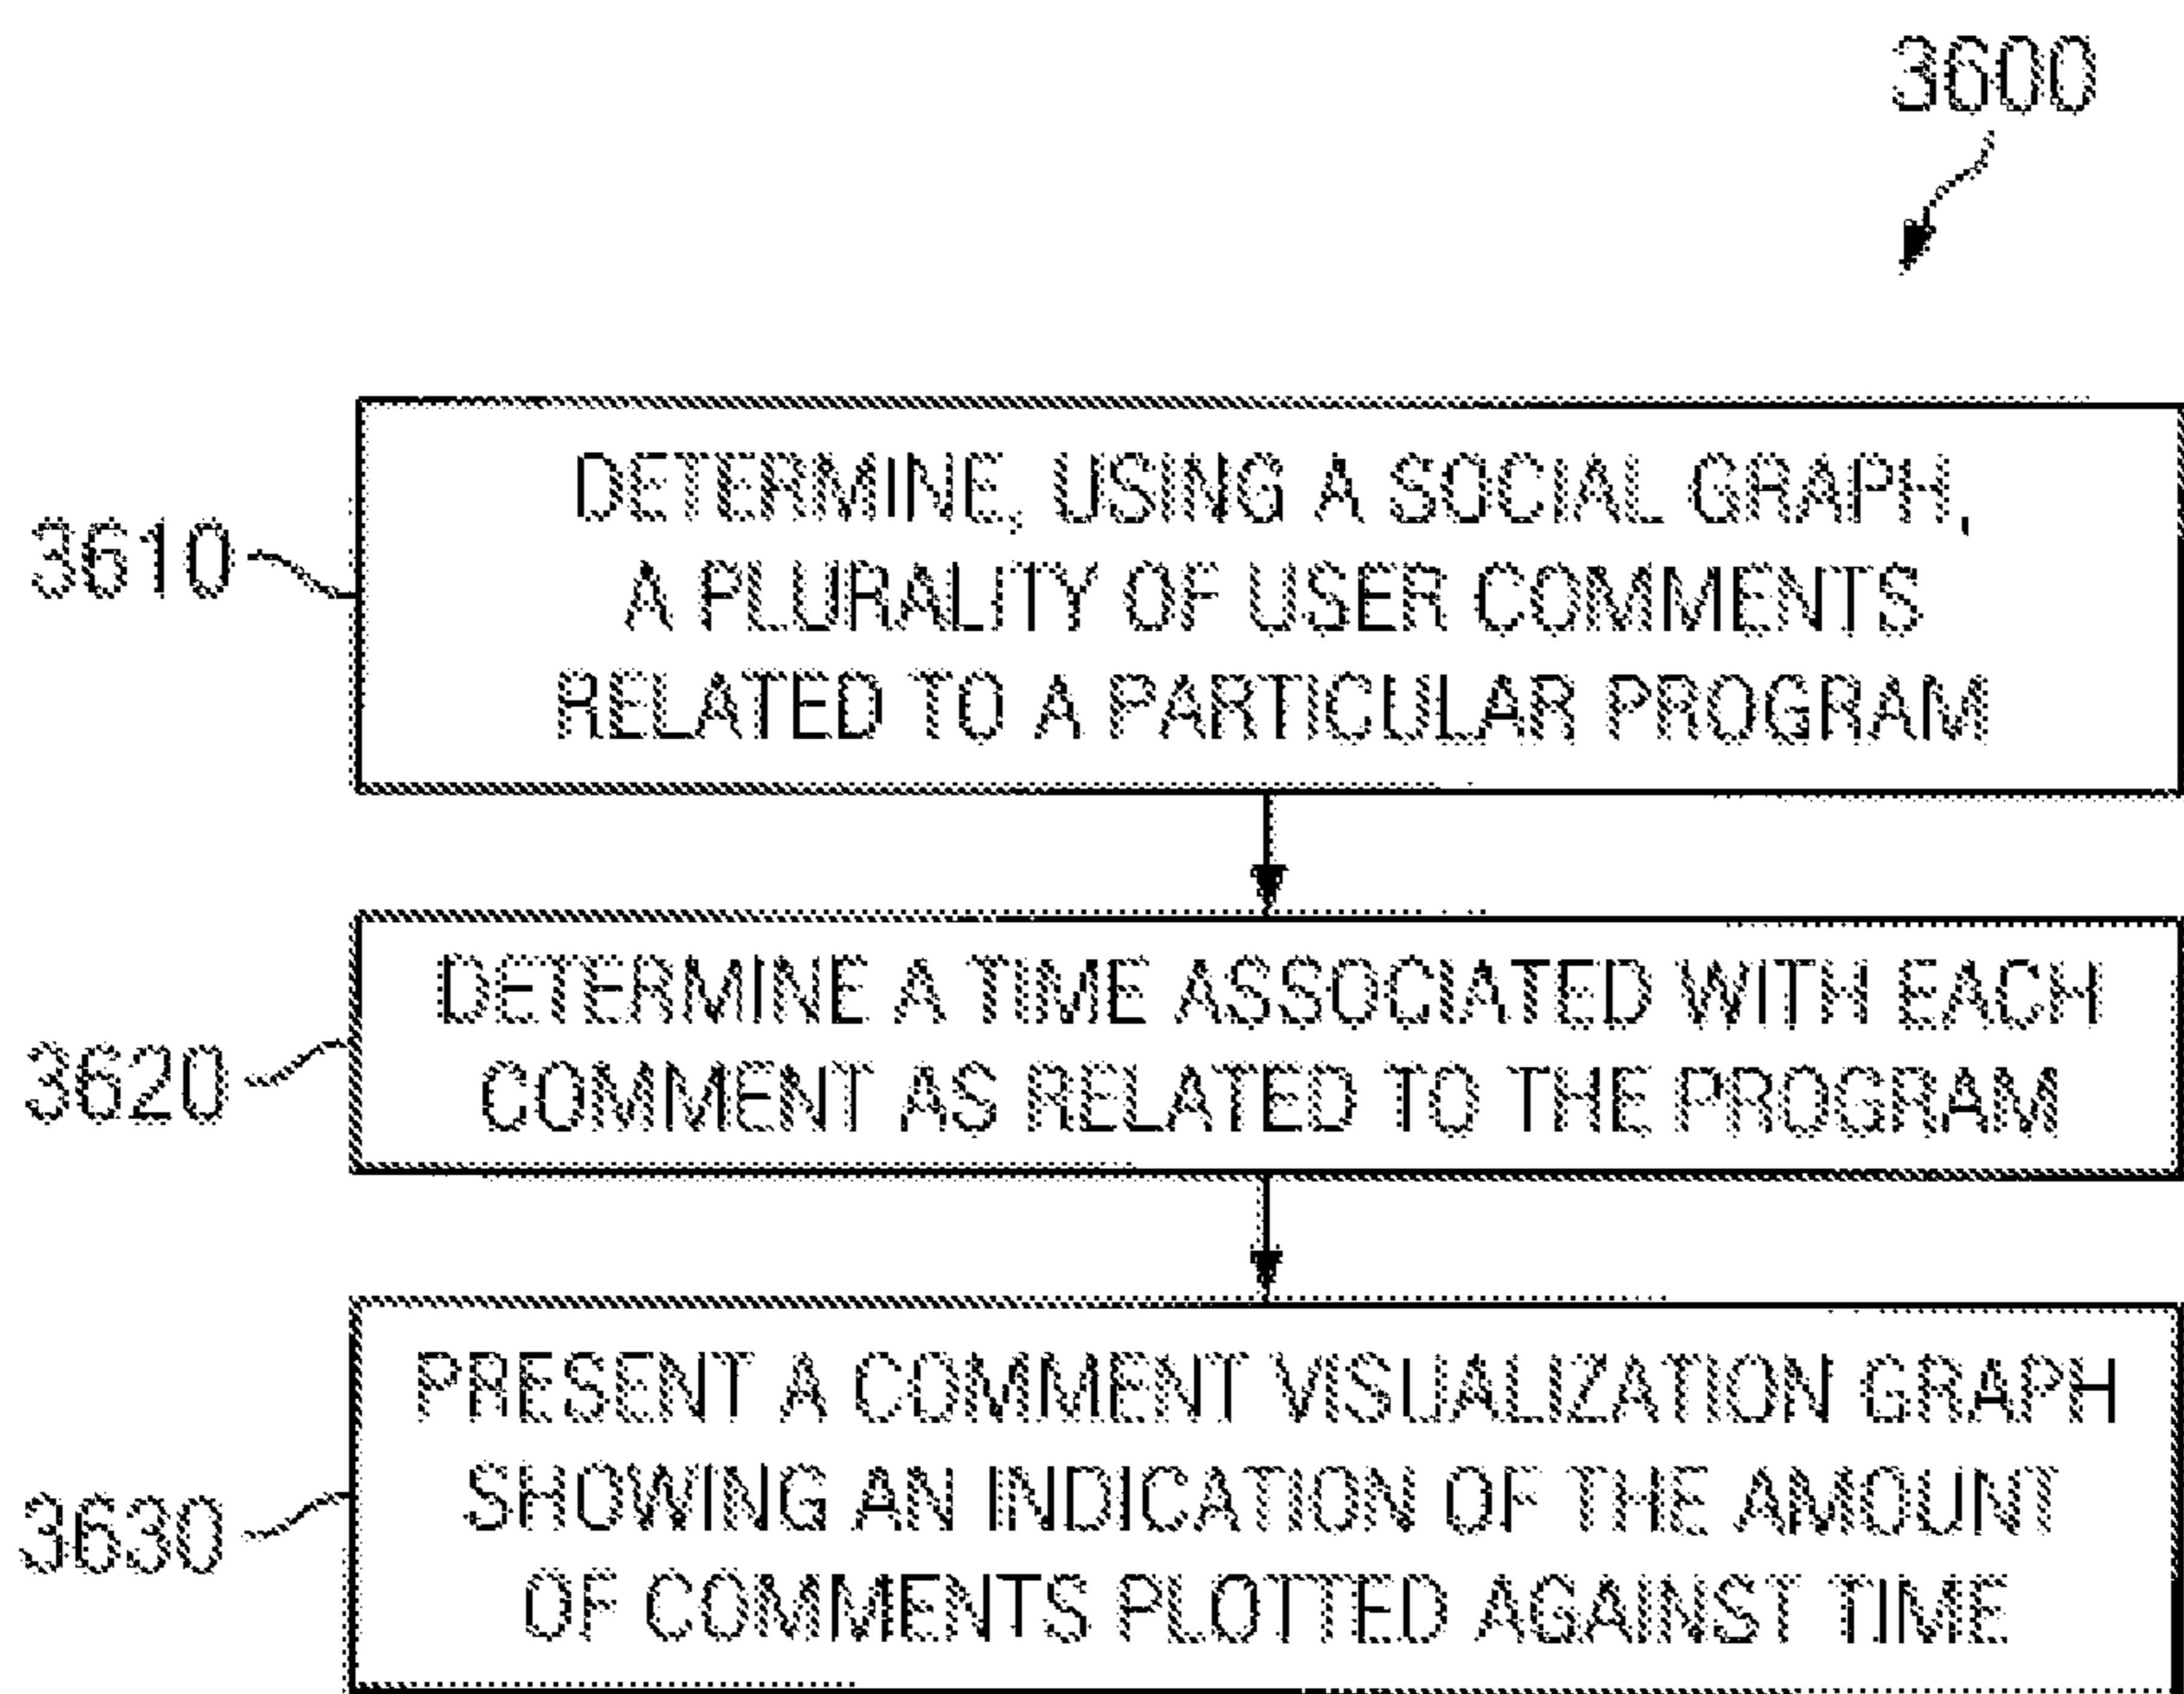 3600
3610
DETERMINE, USING A SOCIAL GRAPH,
A PLURALITY OF USER COMMENTS
RELATED TO A PARTICULAR PROGRAM
3620
DETERMINE A TIME ASSOCIATED WITH EACH
COMMENT AS RELATED TO THE PROGRAM
3630
PRESENT A COMMENT VISUALIZATION GRAPH
SHOWING AN INDICATION OF THE AMOUNT
OF COMMENTS PLOTTED AGAINST TIME